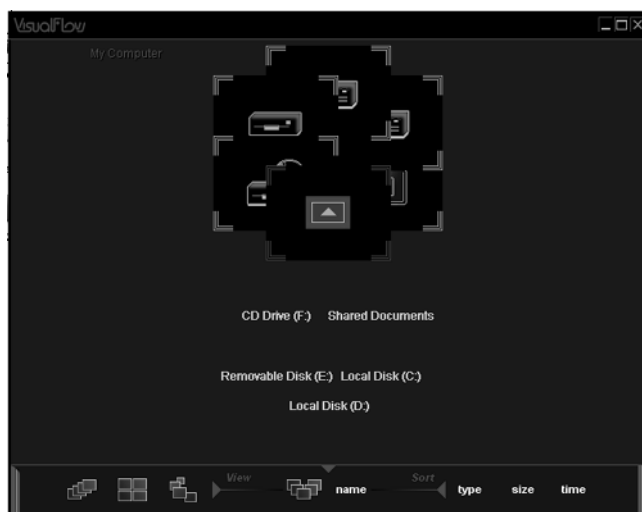 VisualFlow
My Computer
CD Drive (F:) Shared Documents
Removable Disk (E:) Local Disk (C:)
Local Disk (D:)
View Sort
name type size time